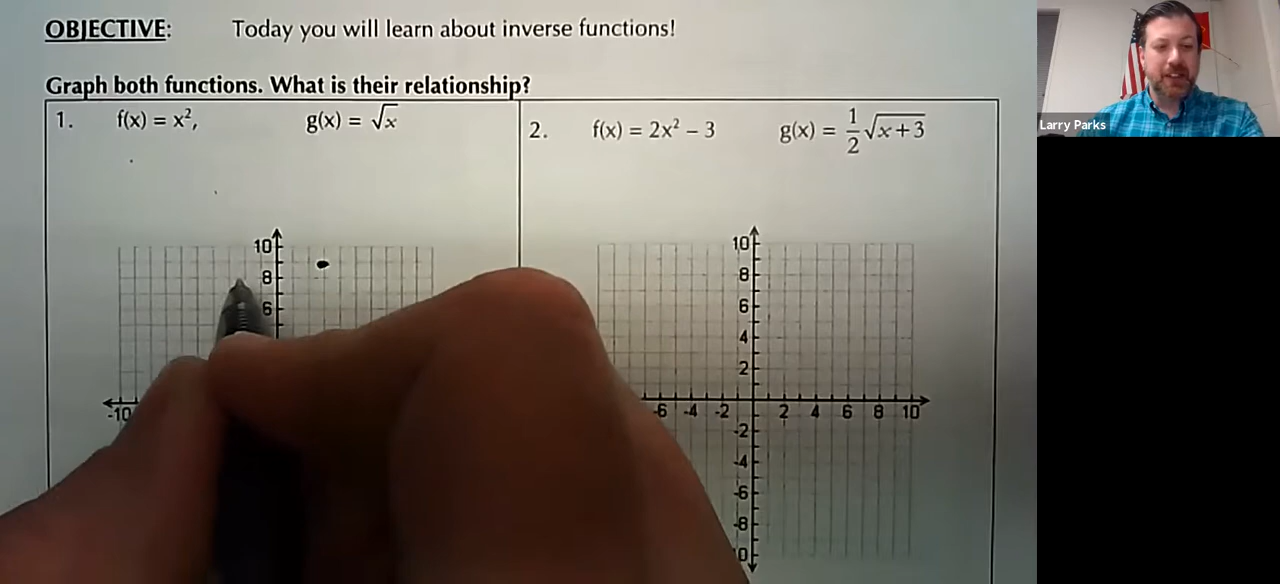 OBJECTIVE: Today you will learn about inverse functions!
Larry Parks
Graph both functions. What is their relationship?
1. f(x) = x², g(x) = √x
2. f(x) = 2x² – 3 g(x) = 1/2 √x+3
10
8
6
-10
10
8
6
4
2
-6 -4 -2 2 4 6 8 10
-2
-4
-6
-8